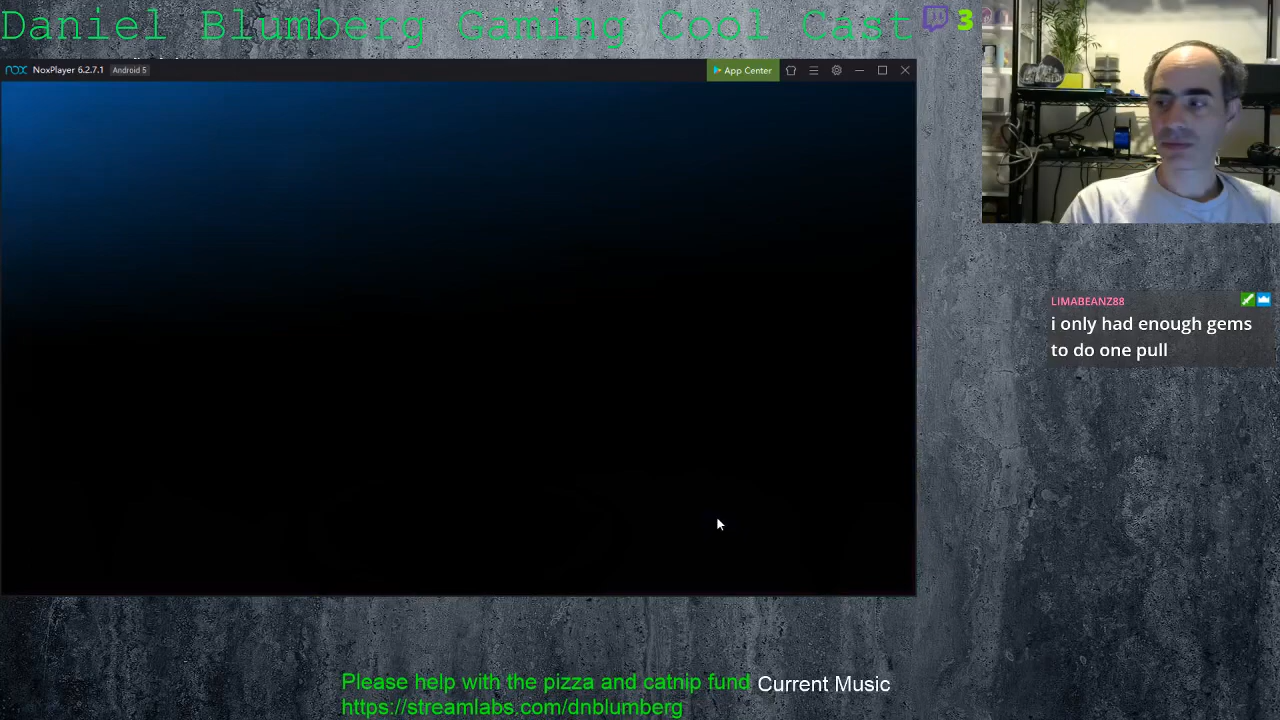 Daniel Blumberg Gaming Cool Cast
3
nox NoxPlayer 6.2.7.1 Android 5
App Center
LIMABEANZ88
i only had enough gems
to do one pull
Please help with the pizza and catnip fund
https://streamlabs.com/dnblumberg
Current Music